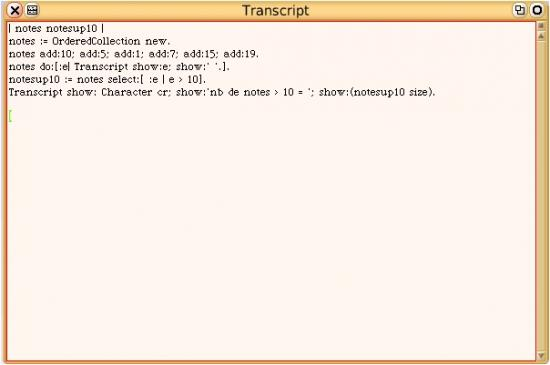 Transcript
| notes notesup10 |
notes := OrderedCollection new.
notes add:10; add:5; add:1; add:7; add:15; add:19.
notes do:[:e| Transcript show:e; show:' '.].
notesup10 := notes select:[ :e | e > 10].
Transcript show: Character cr; show:'nb de notes > 10 = '; show:(notesup10 size).
[